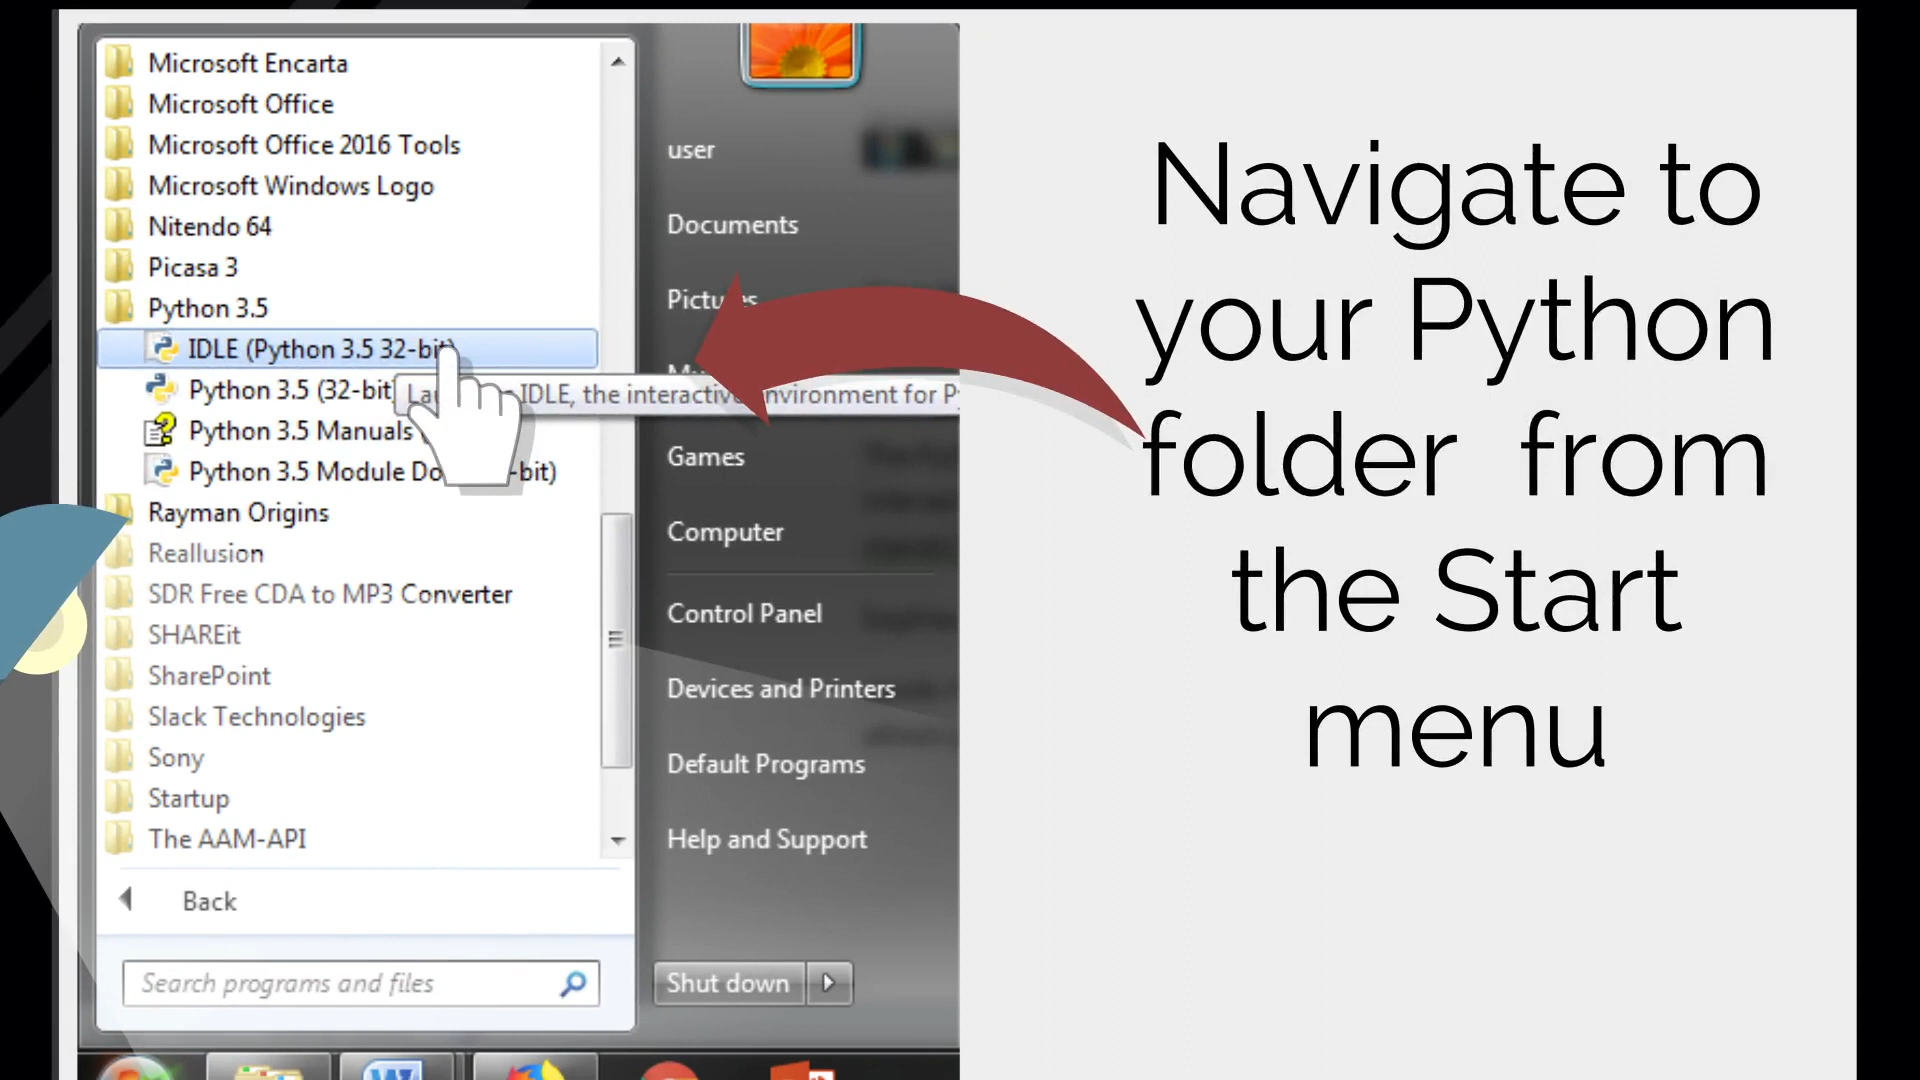 Microsoft Encarta
Microsoft Office
Microsoft Office 2016 Tools
Microsoft Windows Logo
Nitendo 64
Picasa 3
Python 3.5
IDLE (Python 3.5 32-bit)
Python 3.5 (32-bit
IDLE, the interactive environment for
Python 3.5 Manuals
Python 3.5 Module -bit)
Rayman Origins
Reallusion
SDR Free CDA to MP3 Converter
SHAREit
SharePoint
Slack Technologies
Sony
Startup
The AAM-API
Back
Search programs and files
user
Documents
Pictures
Games
Computer
Control Panel
Devices and Printers
Default Programs
Help and Support
Shut down
Navigate to
your Python
folder from
the Start
menu